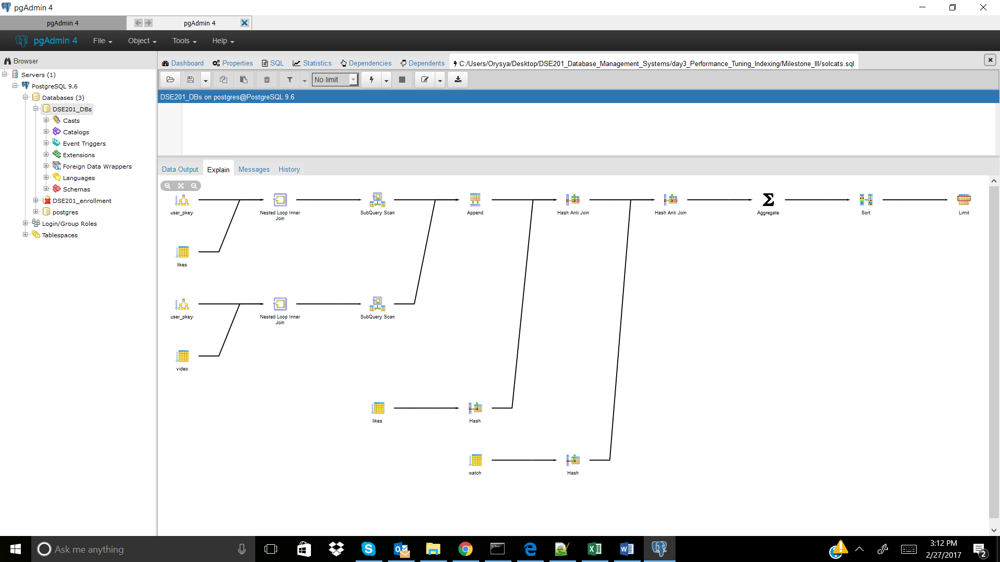 pgAdmin 4
pgAdmin 4
pgAdmin 4
pgAdmin 4
File
Object
Tools
Help
Browser
Servers (1)
PostgreSQL 9.6
Databases (3)
DSE201_DBs
Casts
Catalogs
Event Triggers
Extensions
Foreign Data Wrappers
Languages
Schemas
DSE201_enrollment
postgres
Login/Group Roles
Tablespaces
Dashboard
Properties
SQL
Statistics
Dependencies
Dependents
C:/Users/Orysya/Desktop/DSE201_Database_Management_Systems/day3_Performance_Tuning_Indexing/Milestone_III/solcats.sql
No limit
DSE201_DBs on postgres@PostgreSQL 9.6
Data Output
Explain
Messages
History
user_pkey
Nested Loop Inner
Join
SubQuery Scan
Append
Hash Anti Join
Hash Anti Join
Aggregate
Sort
Limit
likes
user_pkey
Nested Loop Inner
Join
SubQuery Scan
video
likes
Hash
watch
Hash
Ask me anything
3:12 PM
2/27/2017
2